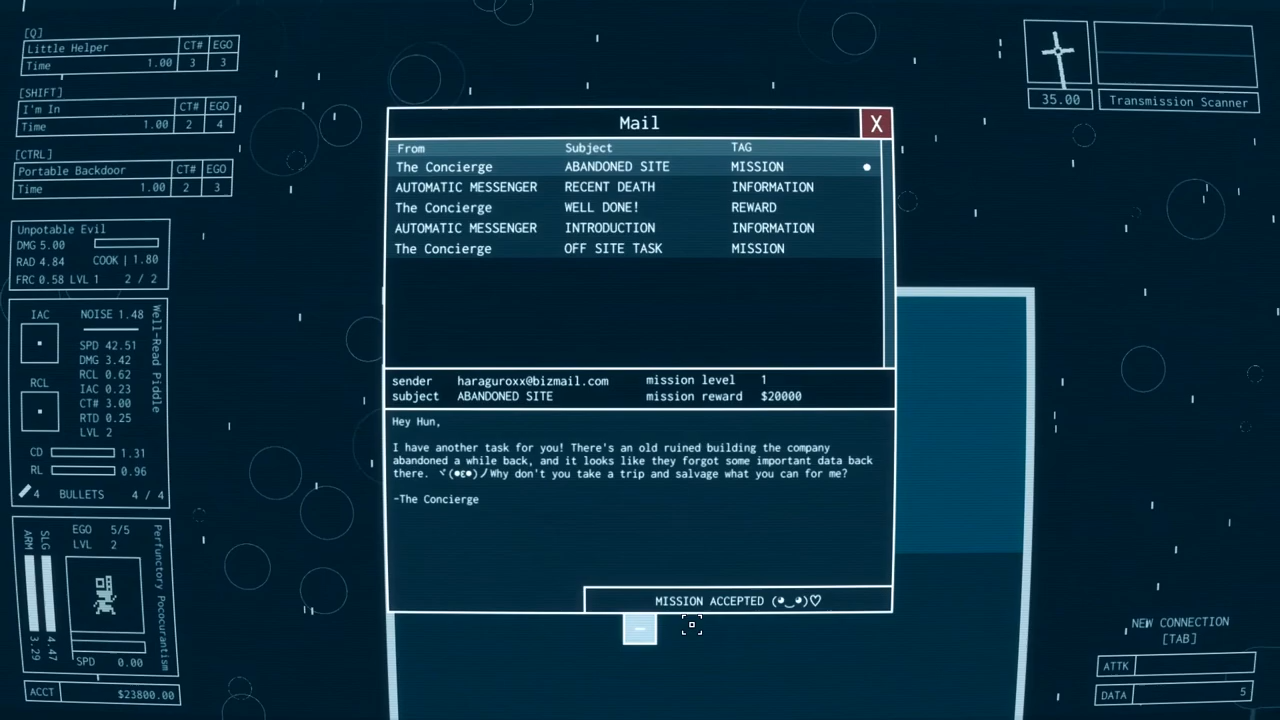 [Q]
Little Helper CT# EGO
Time 1.00 3 3
[SHIFT]
I'm In CT# EGO
Time 1.00 2 4
[CTRL]
Portable Backdoor CT# EGO
Time 1.00 2 3
Unpotable Evil
DMG 5.00
RAD 4.84 COOK | 1.80
FRC 0.58 LVL 1 2 / 2
IAC NOISE 1.48
SPD 42.51
DMG 3.42
RCL RCL 0.62
IAC 0.23
CT# 3.00
RTD 0.25
LVL 2
Well-Read Piddle
CD 1.31
RL 0.96
4 BULLETS 4 / 4
ARM SLG EGO 5/5
LVL 2
Perfunctory Pococurantism
3.29 4.47 SPD 0.00
ACCT $23800.00
Mail X
From Subject TAG
The Concierge ABANDONED SITE MISSION
AUTOMATIC MESSENGER RECENT DEATH INFORMATION
The Concierge WELL DONE! REWARD
AUTOMATIC MESSENGER INTRODUCTION INFORMATION
The Concierge OFF SITE TASK MISSION
sender haraguroxx@bizmail.com mission level 1
subject ABANDONED SITE mission reward $20000
Hey Hun,
I have another task for you! There's an old ruined building the company
abandoned a while back, and it looks like they forgot some important data back
there. ヾ(●ε●)ノWhy don't you take a trip and salvage what you can for me?
-The Concierge
MISSION ACCEPTED (◕‿◕)♡
35.00 Transmission Scanner
NEW CONNECTION
[TAB]
ATTK
DATA 5